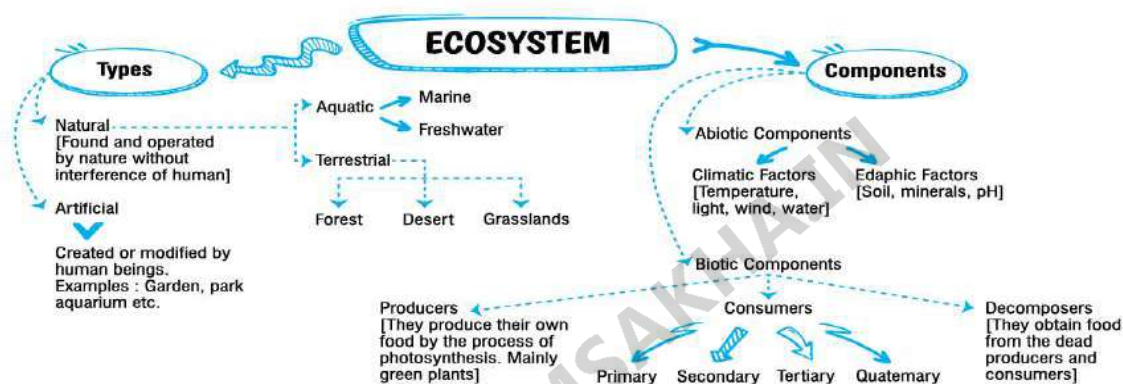 ECOSYSTEM
Types
Natural
[Found and operated
by nature without
interference of human]
Artificial
Created or modified by
human beings.
Examples : Garden, park
aquarium etc.
Aquatic
Marine
Freshwater
Terrestrial
Forest
Desert
Grasslands
Components
Abiotic Components
Climatic Factors
[Temperature,
light, wind, water]
Edaphic Factors
[Soil, minerals, pH]
Biotic Components
Producers
[They produce their own
food by the process of
photosynthesis. Mainly
green plants]
Consumers
Primary
Secondary
Tertiary
Quatemary
Decomposers
[They obtain food
from the dead
producers and
consumers]
MSAKHA.IN